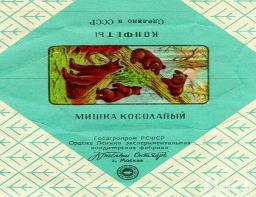 Сделано в СССР
КОНФЕТЫ
МИШКА КОСОЛАПЫЙ
Госагропром РСФСР
Ордена Ленина экспериментальная
кондитерская фабрика
„Красный Октябрь"
г. Москва